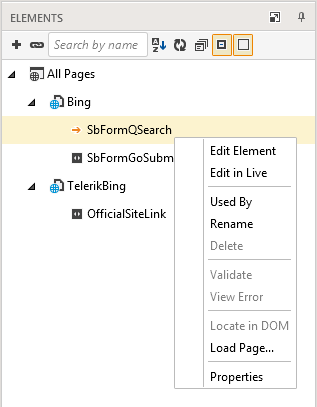 ELEMENTS
Search by name
All Pages
Bing
SbFormQSearch
SbFormGoSubm
TelerikBing
OfficialSiteLink
Edit Element
Edit in Live
Used By
Rename
Delete
Validate
View Error
Locate in DOM
Load Page...
Properties